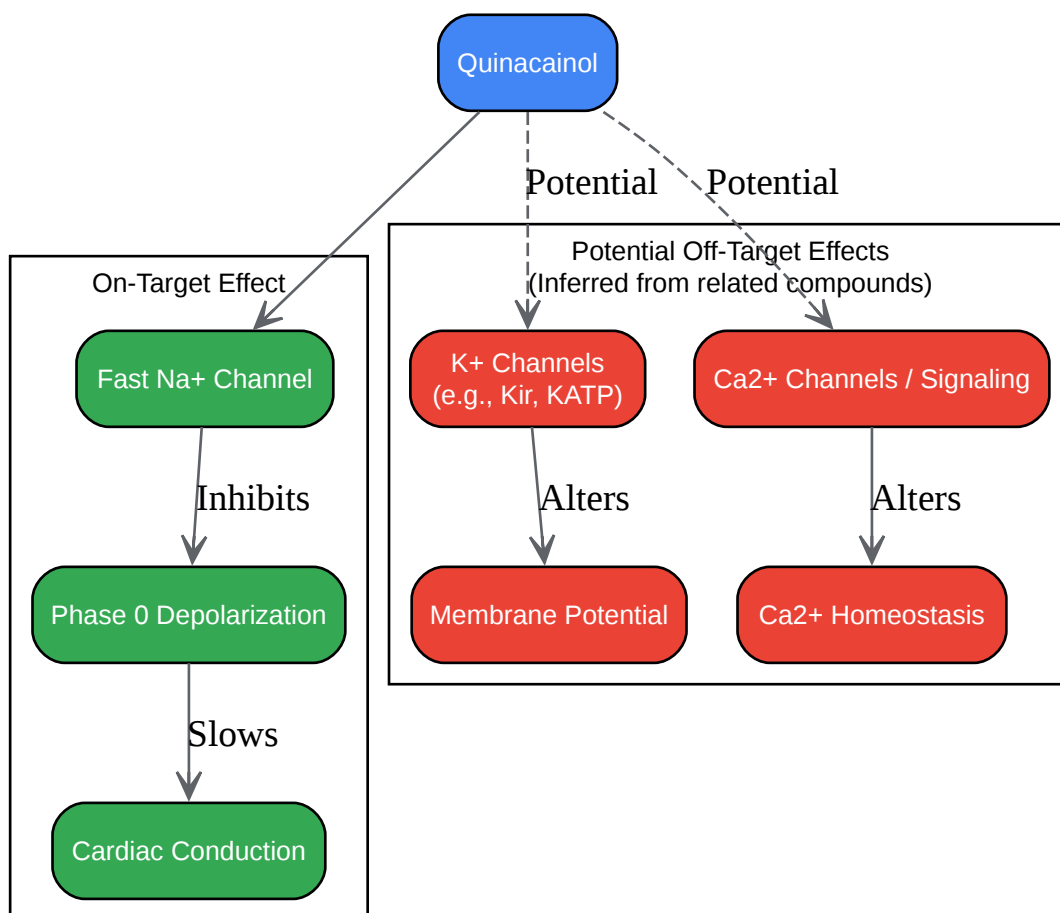 Quinacainol
Potential
Potential
On-Target Effect
Potential Off-Target Effects
(Inferred from related compounds)
Fast Na+ Channel
K+ Channels
(e.g., Kir, KATP)
Ca2+ Channels / Signaling
Inhibits
Alters
Alters
Phase 0 Depolarization
Membrane Potential
Ca2+ Homeostasis
Slows
Cardiac Conduction